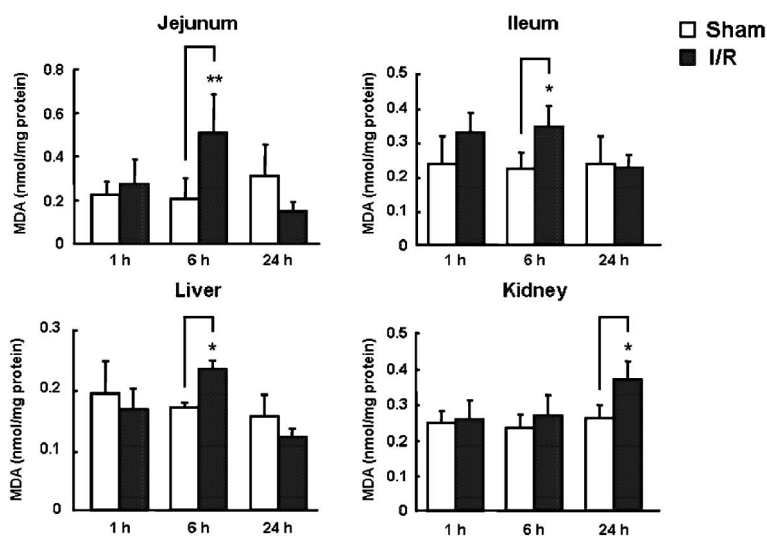 Jejunum
MDA (nmol/mg protein)
0.8
0.6
0.4
0.2
0
**
1 h 6 h 24 h
Ileum
MDA (nmol/mg protein)
0.5
0.4
0.3
0.2
0.1
0
*
1 h 6 h 24 h
Sham
I/R
Liver
MDA (nmol/mg protein)
0.3
0.2
0.1
0
*
1 h 6 h 24 h
Kidney
MDA (nmol/mg protein)
0.5
0.4
0.3
0.2
0.1
0
*
1 h 6 h 24 h